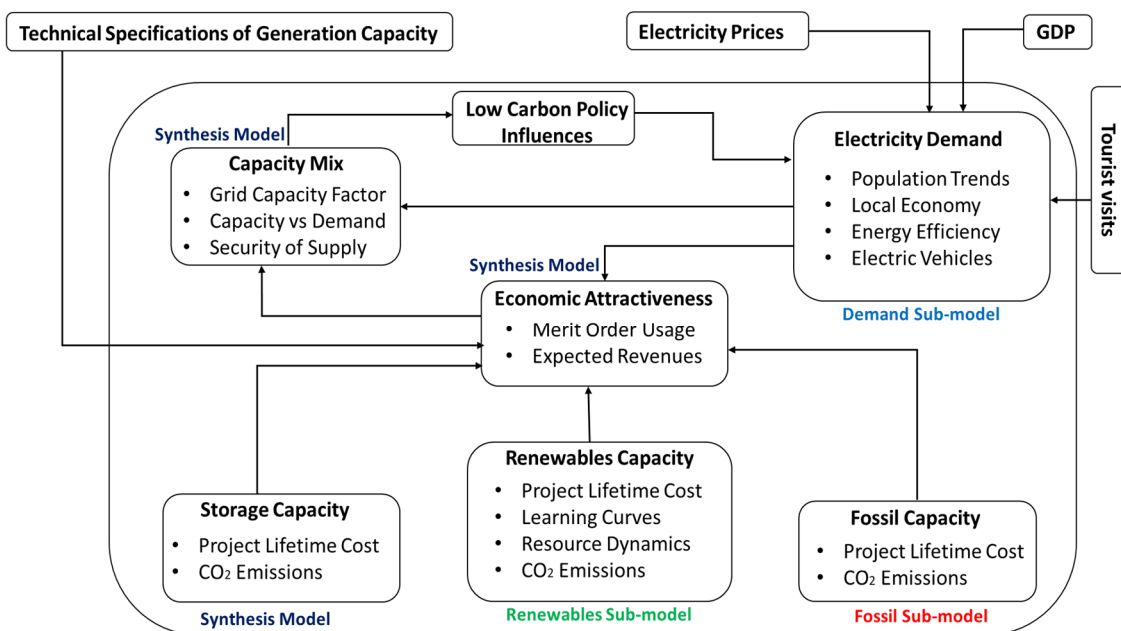 Technical Specifications of Generation Capacity
Electricity Prices
GDP
Tourist visits
Low Carbon Policy
Influences
Synthesis Model
Capacity Mix
• Grid Capacity Factor
• Capacity vs Demand
• Security of Supply
Electricity Demand
• Population Trends
• Local Economy
• Energy Efficiency
• Electric Vehicles
Demand Sub-model
Synthesis Model
Economic Attractiveness
• Merit Order Usage
• Expected Revenues
Storage Capacity
• Project Lifetime Cost
• CO₂ Emissions
Synthesis Model
Renewables Capacity
• Project Lifetime Cost
• Learning Curves
• Resource Dynamics
• CO₂ Emissions
Renewables Sub-model
Fossil Capacity
• Project Lifetime Cost
• CO₂ Emissions
Fossil Sub-model